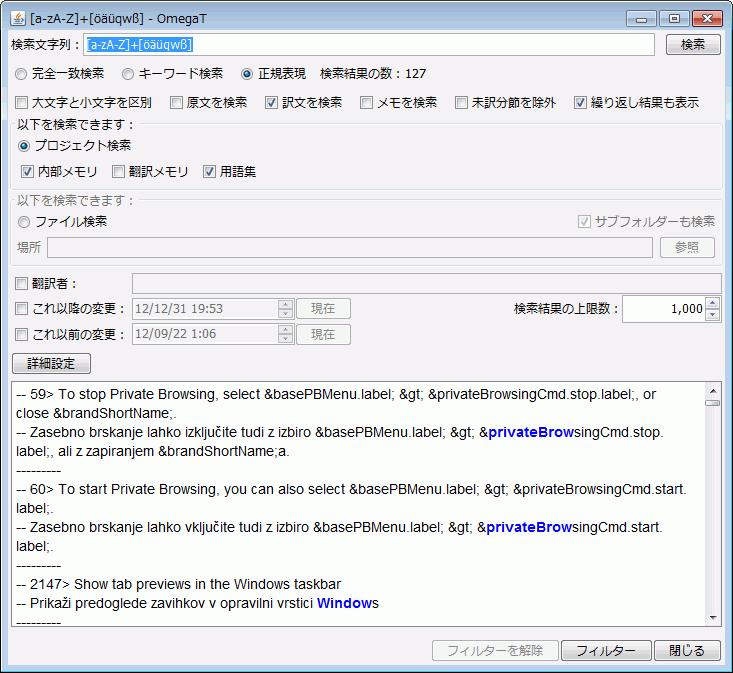 [a-zA-Z]+[öäüqwß] - OmegaT
検索文字列： [a-zA-Z]+[öäüqwß] 検索
完全一致検索 キーワード検索 正規表現 検索結果の数：127
大文字と小文字を区別 原文を検索 訳文を検索 メモを検索 未訳分節を除外 繰り返し結果も表示
以下を検索できます：
プロジェクト検索
内部メモリ 翻訳メモリ 用語集
以下を検索できます：
ファイル検索 サブフォルダーも検索
場所 参照
翻訳者：
これ以降の変更： 12/12/31 19:53 現在 検索結果の上限数： 1,000
これ以前の変更： 12/09/22 1:06 現在
詳細設定
-- 59> To stop Private Browsing, select &basePBMenu.label; &gt; &privateBrowsingCmd.stop.label;, or
close &brandShortName;.
-- Zasebno brskanje lahko izključite tudi z izbiro &basePBMenu.label; &gt; &privateBrowsingCmd.stop.
label;, ali z zapiranjem &brandShortName;a.
---------
-- 60> To start Private Browsing, you can also select &basePBMenu.label; &gt; &privateBrowsingCmd.start.
label;.
-- Zasebno brskanje lahko vključite tudi z izbiro &basePBMenu.label; &gt; &privateBrowsingCmd.start.
label;.
---------
-- 2147> Show tab previews in the Windows taskbar
-- Prikaži predoglede zavihkov v opravilni vrstici Windows
---------
フィルターを解除 フィルター 閉じる